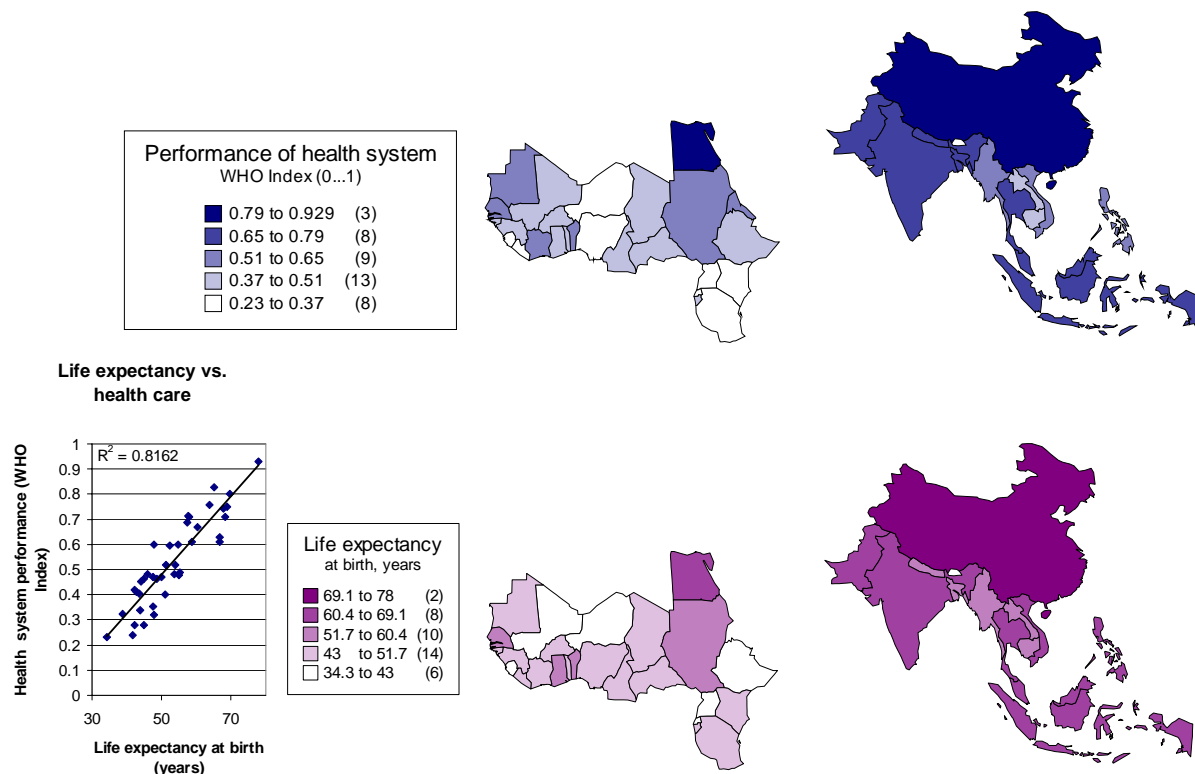 Performance of health system
WHO Index (0...1)
0.79 to 0.929 (3)
0.65 to 0.79 (8)
0.51 to 0.65 (9)
0.37 to 0.51 (13)
0.23 to 0.37 (8)
Life expectancy vs.
health care
Health system performance (WHO
Index)
R² = 0.8162
1
0.9
0.8
0.7
0.6
0.5
0.4
0.3
0.2
0.1
0
30 50 70
Life expectancy at birth
(years)
Life expectancy
at birth, years
69.1 to 78 (2)
60.4 to 69.1 (8)
51.7 to 60.4 (10)
43 to 51.7 (14)
34.3 to 43 (6)